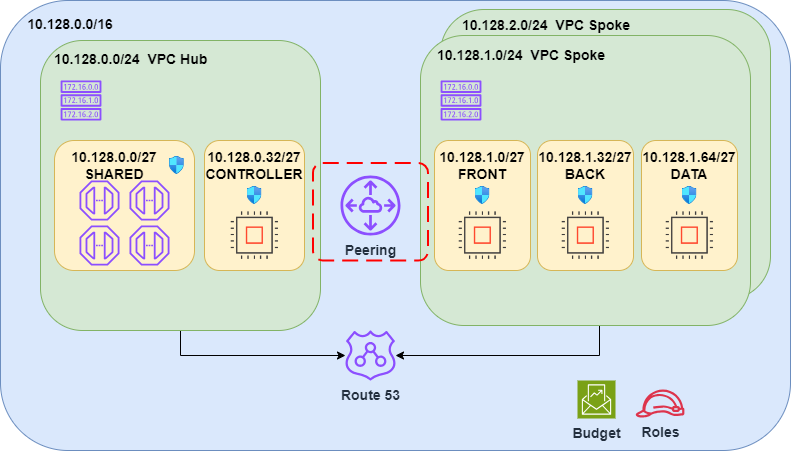 10.128.0.0/16
10.128.2.0/24 VPC Spoke
10.128.0.0/24 VPC Hub
10.128.1.0/24 VPC Spoke
172.16.0.0
172.16.1.0
172.16.2.0
172.16.0.0
172.16.1.0
172.16.2.0
10.128.0.0/27
SHARED
10.128.0.32/27
CONTROLLER
10.128.1.0/27
FRONT
10.128.1.32/27
BACK
10.128.1.64/27
DATA
Peering
Route 53
Budget
Roles